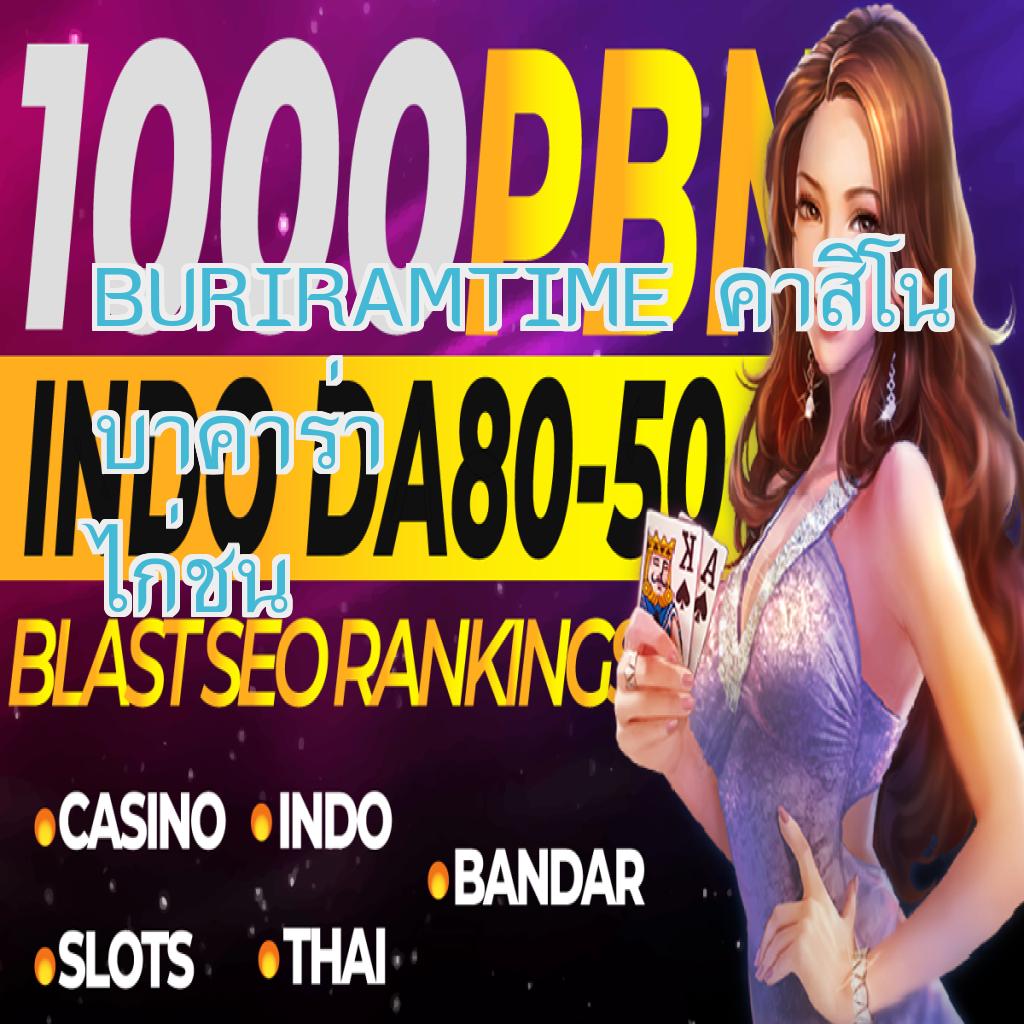 1000PBN
BURIRAMTIME คาสิโน
บาคาร่า
INDO DA80-50
ไก่ชน
BLAST SEO RANKINGS
CASINO
INDO
BANDAR
SLOTS
THAI